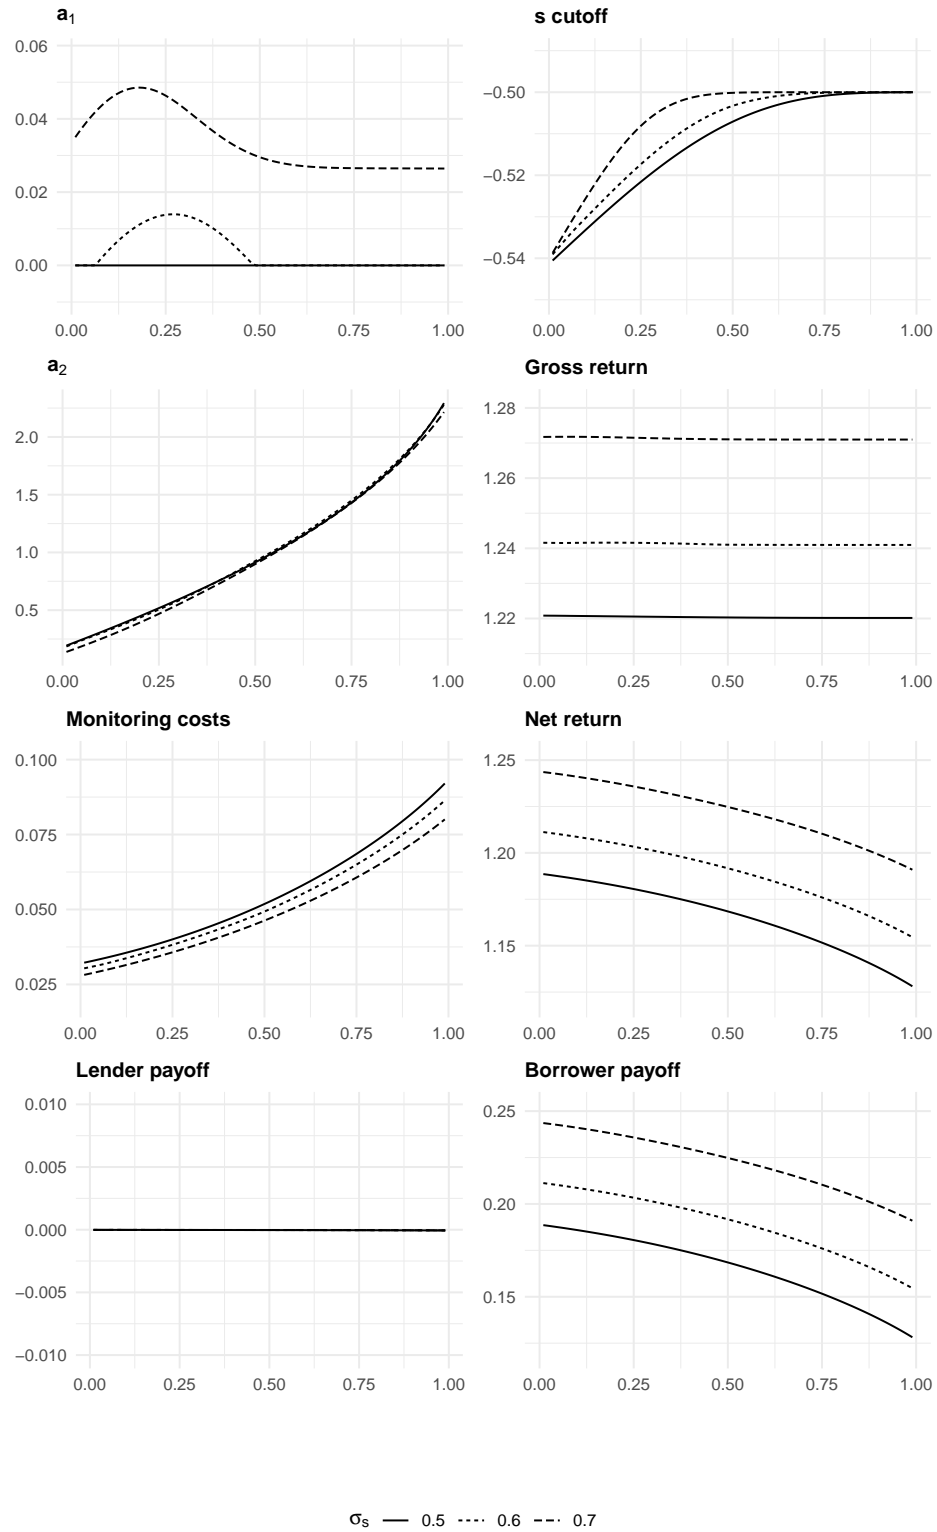 a₁
0.06
0.04
0.02
0.00
0.00 0.25 0.50 0.75 1.00
s cutoff
−0.50
−0.52
−0.54
0.00 0.25 0.50 0.75 1.00
a₂
2.0
1.5
1.0
0.5
0.00 0.25 0.50 0.75 1.00
Gross return
1.28
1.26
1.24
1.22
0.00 0.25 0.50 0.75 1.00
Monitoring costs
0.100
0.075
0.050
0.025
0.00 0.25 0.50 0.75 1.00
Net return
1.25
1.20
1.15
0.00 0.25 0.50 0.75 1.00
Lender payoff
0.010
0.005
0.000
−0.005
−0.010
0.00 0.25 0.50 0.75 1.00
Borrower payoff
0.25
0.20
0.15
0.00 0.25 0.50 0.75 1.00
σₛ 0.5 0.6 0.7